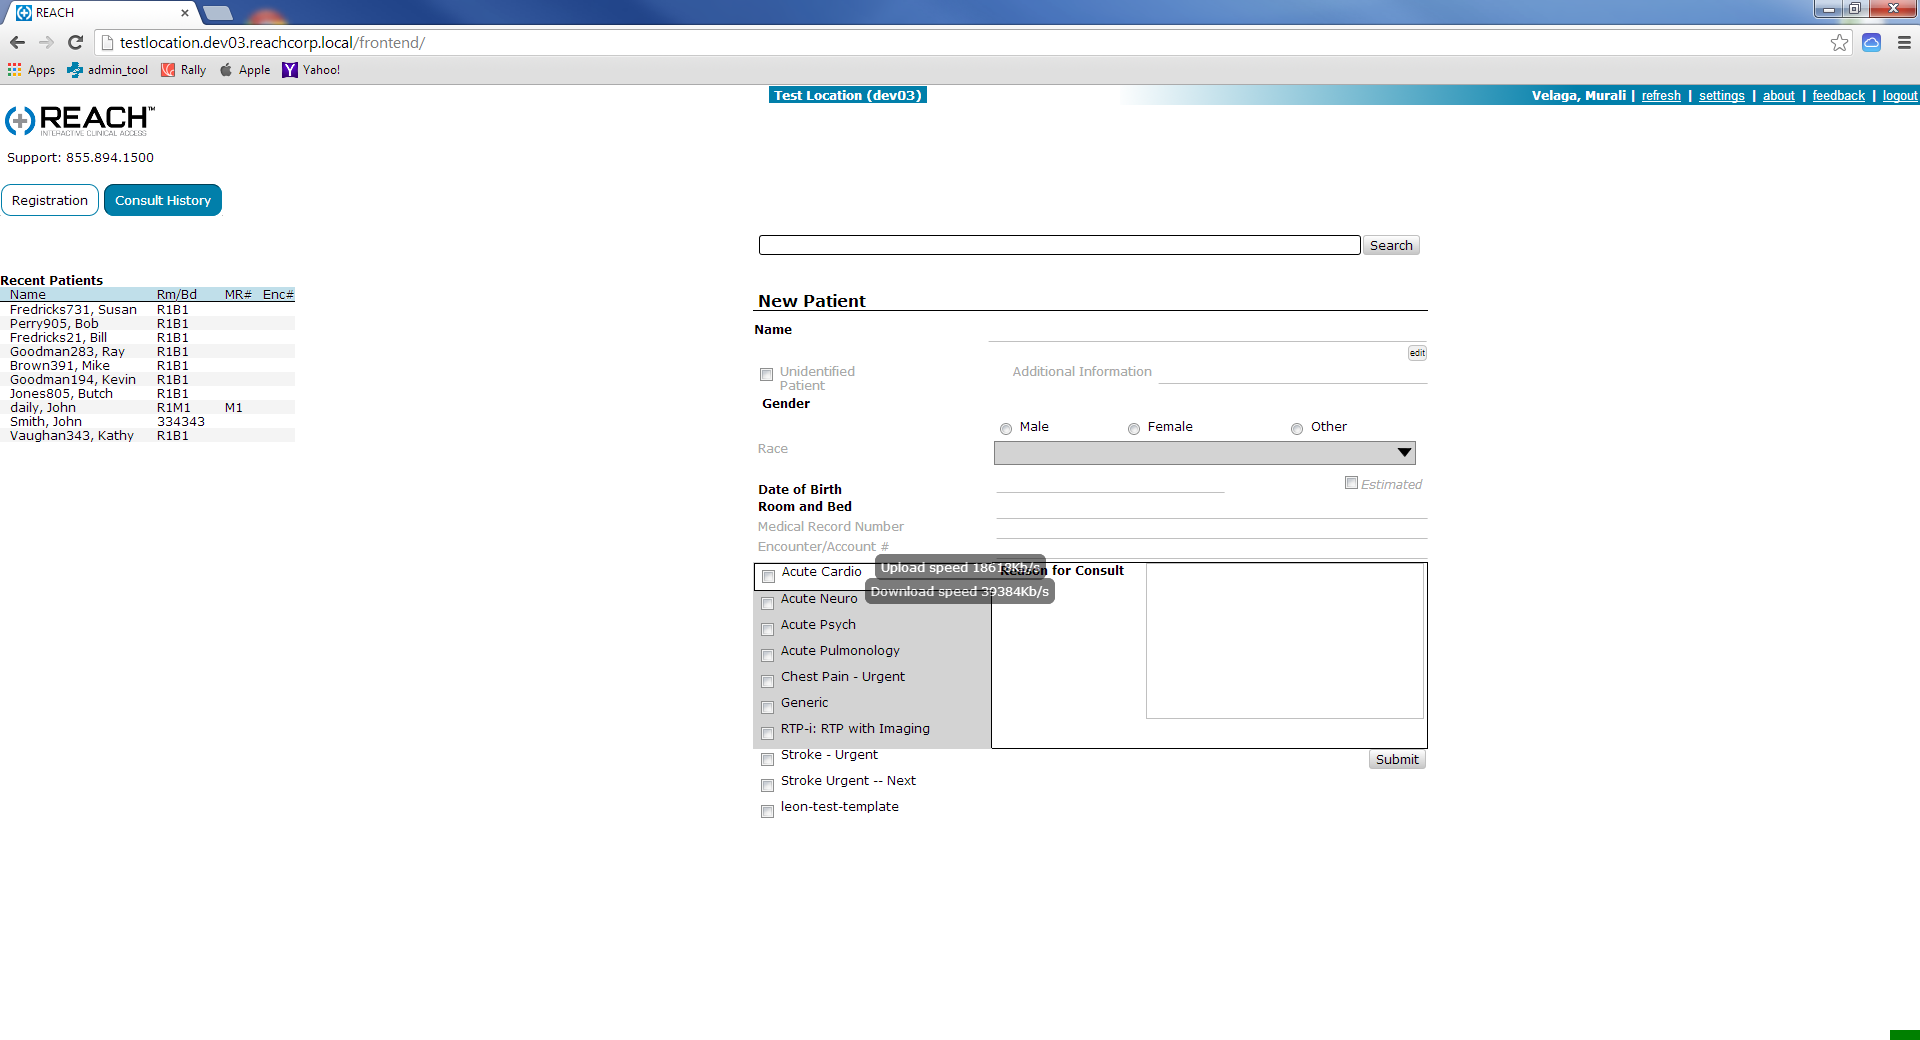 REACH
testlocation.dev03.reachcorp.local/frontend/
Apps admin_tool Rally Apple Yahoo!
Test Location (dev03) Velaga, Murali | refresh | settings | about | feedback | logout
REACH™
INTERACTIVE CLINICAL ACCESS
Support: 855.894.1500
Registration Consult History
Search
Recent Patients
Name Rm/Bd MR# Enc#
Fredricks731, Susan R1B1
Perry905, Bob R1B1
Fredricks21, Bill R1B1
Goodman283, Ray R1B1
Brown391, Mike R1B1
Goodman194, Kevin R1B1
Jones805, Butch R1B1
daily, John R1M1 M1
Smith, John 334343
Vaughan343, Kathy R1B1
New Patient
Name
edit
Unidentified
Patient
Additional Information
Gender
Male Female Other
Race
Date of Birth
Estimated
Room and Bed
Medical Record Number
Encounter/Account #
Upload speed 18618Kb/s
Download speed 39384Kb/s
Acute Cardio
Acute Neuro
Acute Psych
Acute Pulmonology
Chest Pain - Urgent
Generic
RTP-i: RTP with Imaging
Stroke - Urgent
Stroke Urgent -- Next
leon-test-template
Reason for Consult
Submit